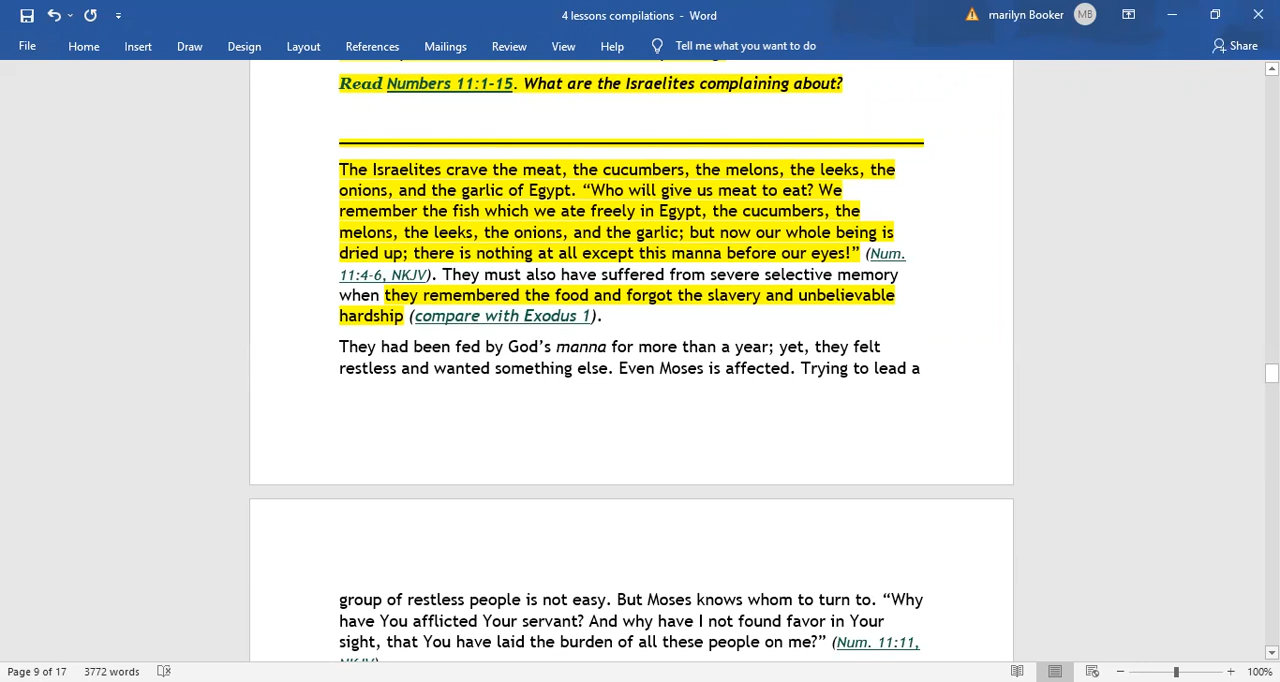 4 lessons compilations - Word
marilyn Booker MB
File Home Insert Draw Design Layout References Mailings Review View Help Tell me what you want to do Share
Read Numbers 11:1-15. What are the Israelites complaining about?
The Israelites crave the meat, the cucumbers, the melons, the leeks, the
onions, and the garlic of Egypt. “Who will give us meat to eat? We
remember the fish which we ate freely in Egypt, the cucumbers, the
melons, the leeks, the onions, and the garlic; but now our whole being is
dried up; there is nothing at all except this manna before our eyes!” (Num.
11:4-6, NKJV). They must also have suffered from severe selective memory
when they remembered the food and forgot the slavery and unbelievable
hardship (compare with Exodus 1).
They had been fed by God’s manna for more than a year; yet, they felt
restless and wanted something else. Even Moses is affected. Trying to lead a
group of restless people is not easy. But Moses knows whom to turn to. “Why
have You afflicted Your servant? And why have I not found favor in Your
sight, that You have laid the burden of all these people on me?” (Num. 11:11,
NKJV)
Page 9 of 17 3772 words 100%